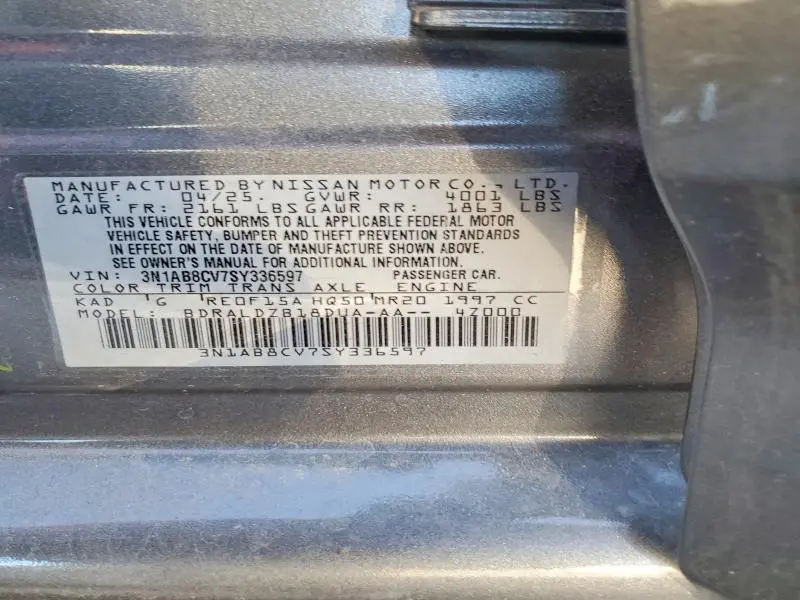 MANUFACTURED BY NISSAN MOTOR CO., LTD.
DATE: 04/25. GVWR: 4001 LBS
GAWR FR: 2161 LBS GAWR RR: 1863 LBS
THIS VEHICLE CONFORMS TO ALL APPLICABLE FEDERAL MOTOR
VEHICLE SAFETY, BUMPER AND THEFT PREVENTION STANDARDS
IN EFFECT ON THE DATE OF MANUFACTURE SHOWN ABOVE.
SEE OWNER'S MANUAL FOR ADDITIONAL INFORMATION.
VIN: 3N1AB8CV7SY336597 PASSENGER CAR.
COLOR TRIM TRANS AXLE ENGINE
KAD G RE0F15A HQ50 MR20 1997 CC
MODEL: BDRALDZB18DUA-AA-- 4Z000
3N1AB8CV7SY336597